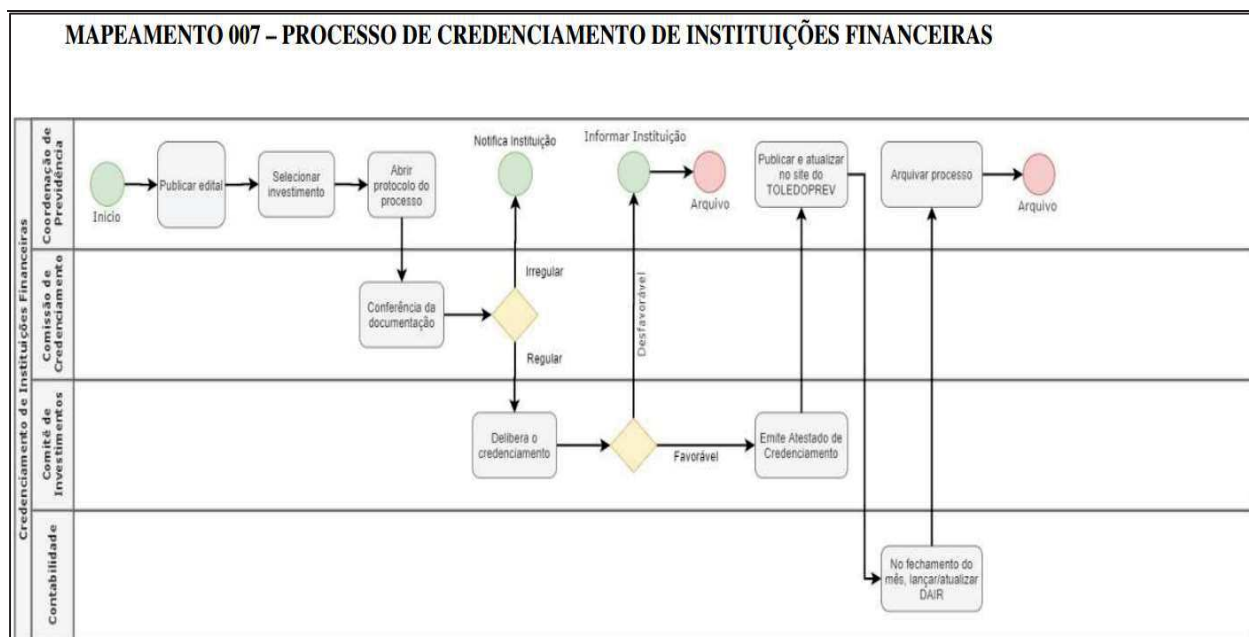 MAPEAMENTO 007 – PROCESSO DE CREDENCIAMENTO DE INSTITUIÇÕES FINANCEIRAS
Credenciamento de Instituições Financeiras
Coordenação de
Previdência
Inicio
Publicar edital
Selecionar
investimento
Abrir
protocolo do
processo
Notifica Instituição
Informar Instituição
Arquivo
Publicar e atualizar
no site do
TOLEDOPREV
Arquivar processo
Arquivo
Comissão de
Credenciamento
Conferência da
documentação
Irregular
Regular
Desfavorável
Comitê de
Investimentos
Delibera o
credenciamento
Favorável
Emite Atestado de
Credenciamento
Contabilidade
No fechamento do
mês, lançar/atualizar
DAIR